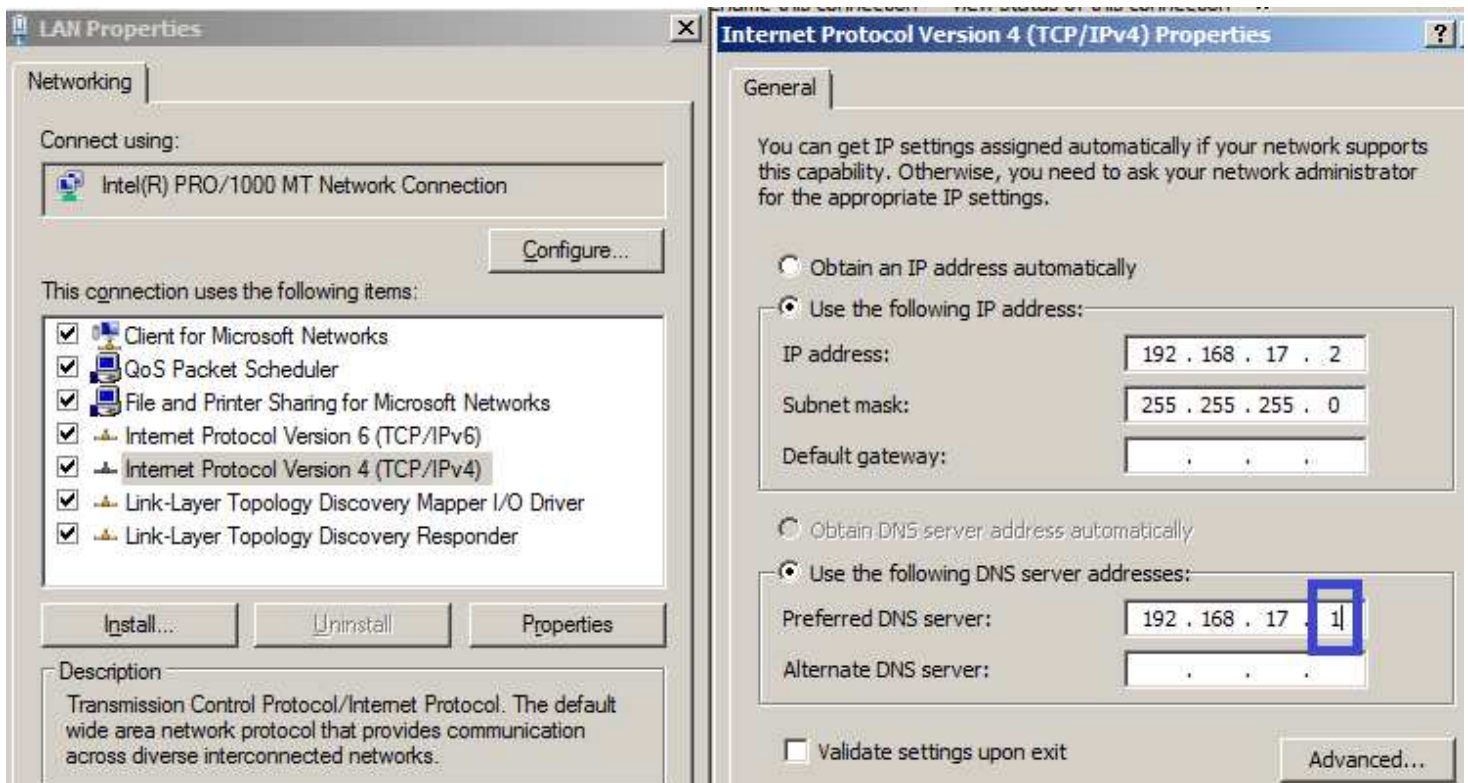 LAN Properties
Networking
Connect using:
Intel(R) PRO/1000 MT Network Connection
Configure...
This connection uses the following items:
Client for Microsoft Networks
QoS Packet Scheduler
File and Printer Sharing for Microsoft Networks
Internet Protocol Version 6 (TCP/IPv6)
Internet Protocol Version 4 (TCP/IPv4)
Link-Layer Topology Discovery Mapper I/O Driver
Link-Layer Topology Discovery Responder
Install...
Uninstall
Properties
Description
Transmission Control Protocol/Internet Protocol. The default
wide area network protocol that provides communication
across diverse interconnected networks.
Internet Protocol Version 4 (TCP/IPv4) Properties
?
General
You can get IP settings assigned automatically if your network supports
this capability. Otherwise, you need to ask your network administrator
for the appropriate IP settings.
Obtain an IP address automatically
Use the following IP address:
IP address: 192 . 168 . 17 . 2
Subnet mask: 255 . 255 . 255 . 0
Default gateway: . . .
Obtain DNS server address automatically
Use the following DNS server addresses:
Preferred DNS server: 192 . 168 . 17 . 1
Alternate DNS server: . . .
Validate settings upon exit
Advanced...